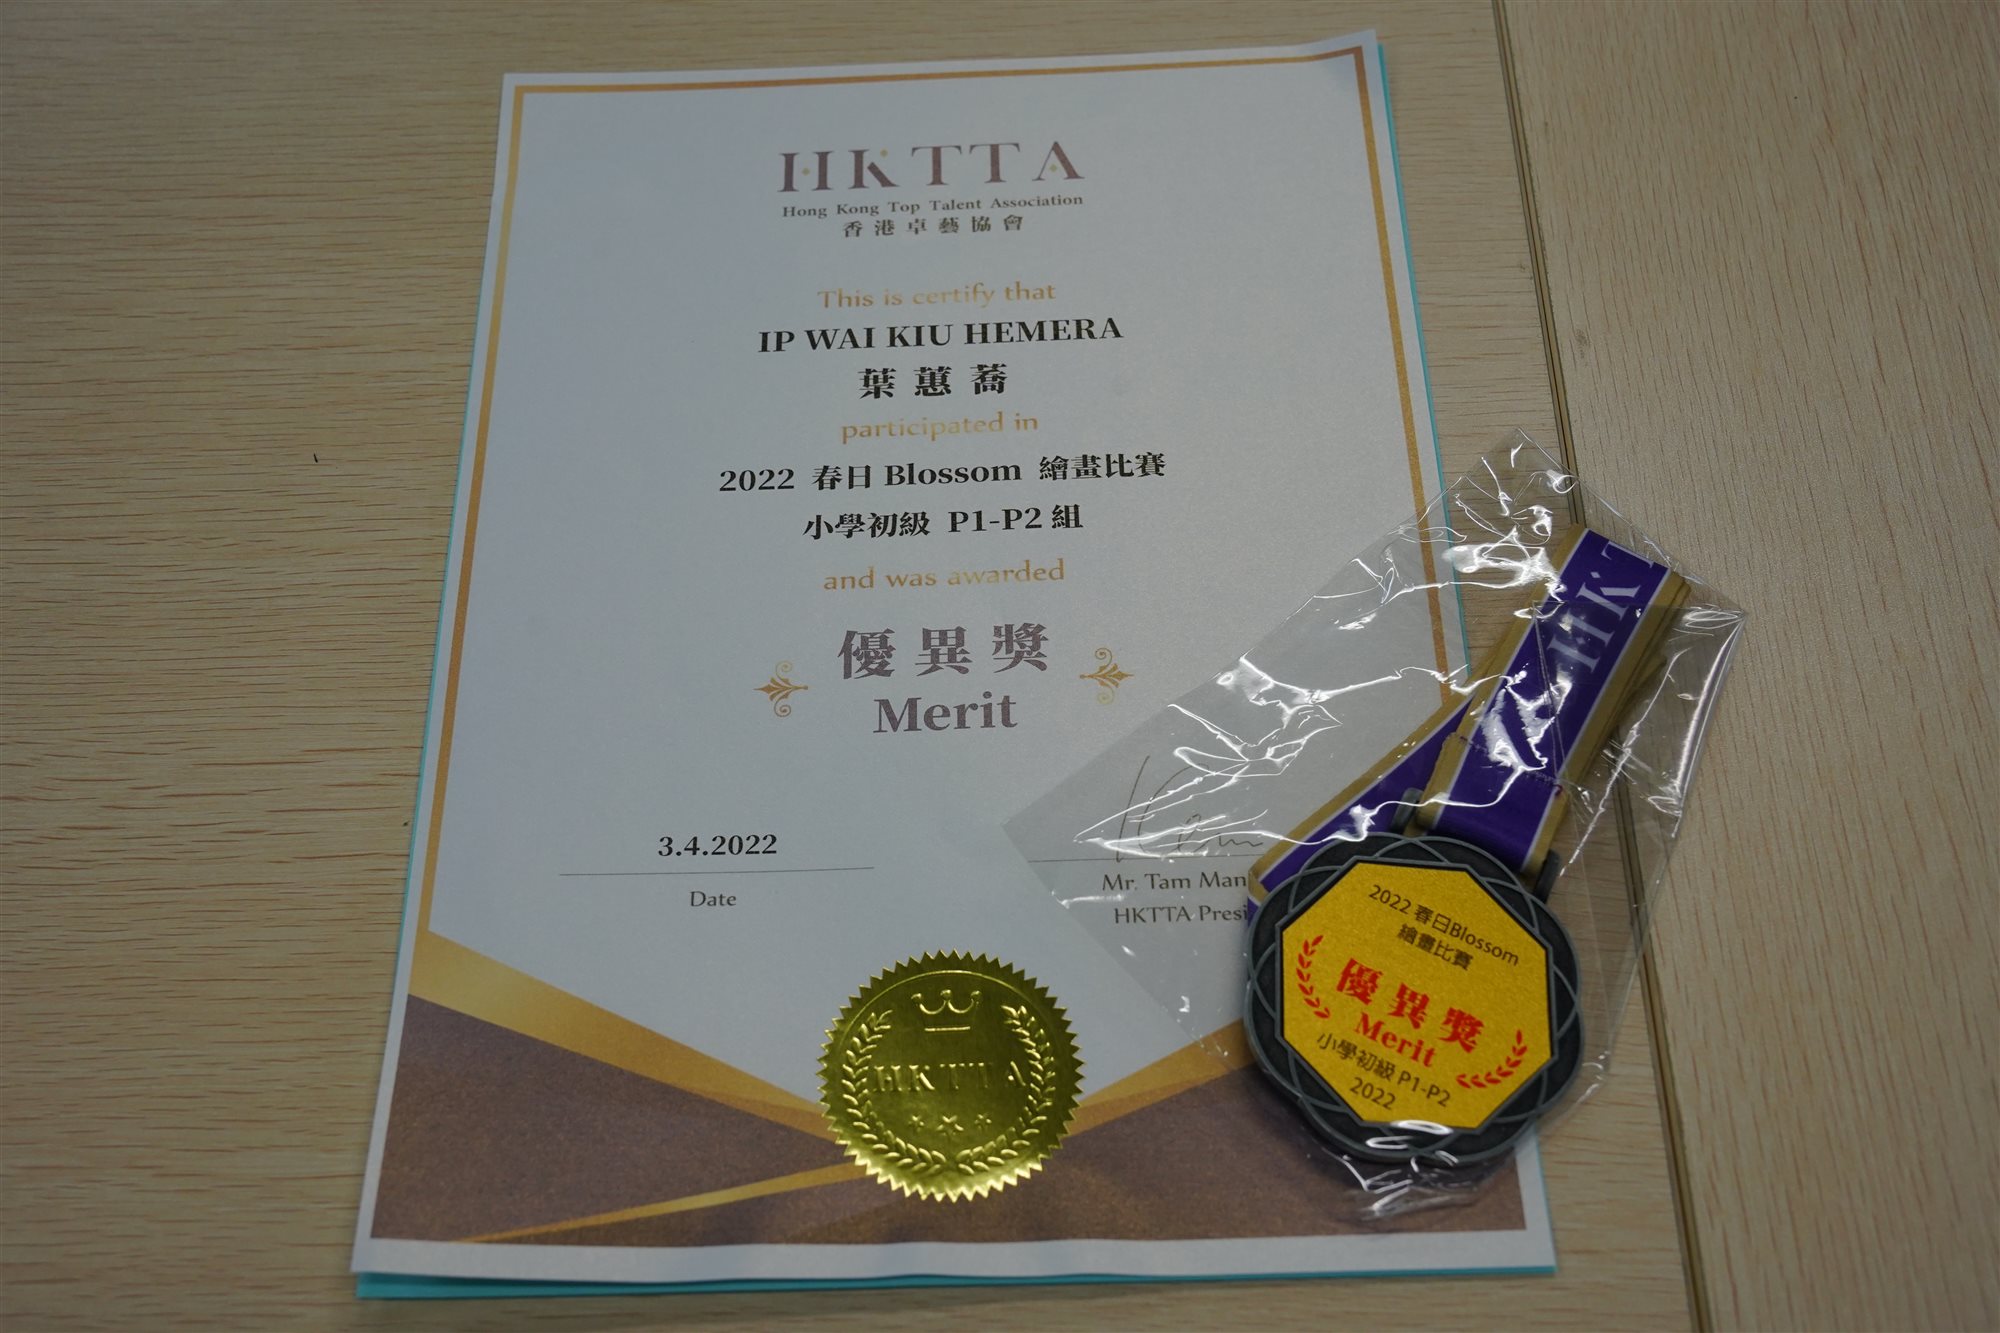 HKTTA
Hong Kong Top Talent Association
香港卓藝協會
This is certify that
IP WAI KIU HEMERA
葉蕙蕎
participated in
2022 春日 Blossom 繪畫比賽
小學初級 P1-P2 組
and was awarded
優異獎
Merit
3.4.2022
Date
Mr. Tam Man
HKTTA Presi
HKTTA
HKT
2022 春日Blossom
繪畫比賽
優異獎
Merit
小學初級 P1-P2
2022